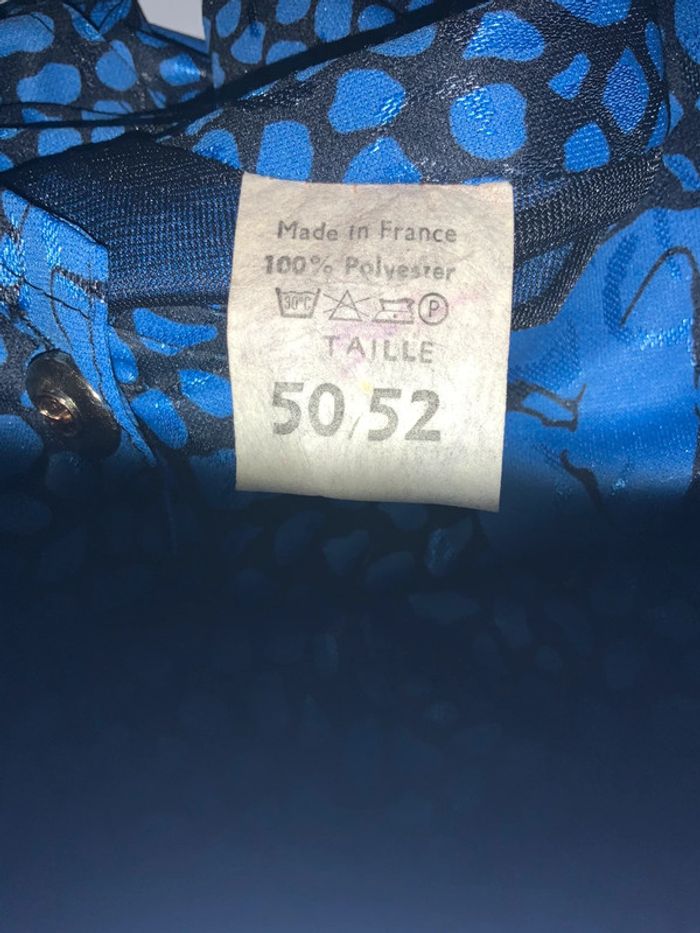 Made in France
100% Polyester
30°C P
TAILLE
50/52